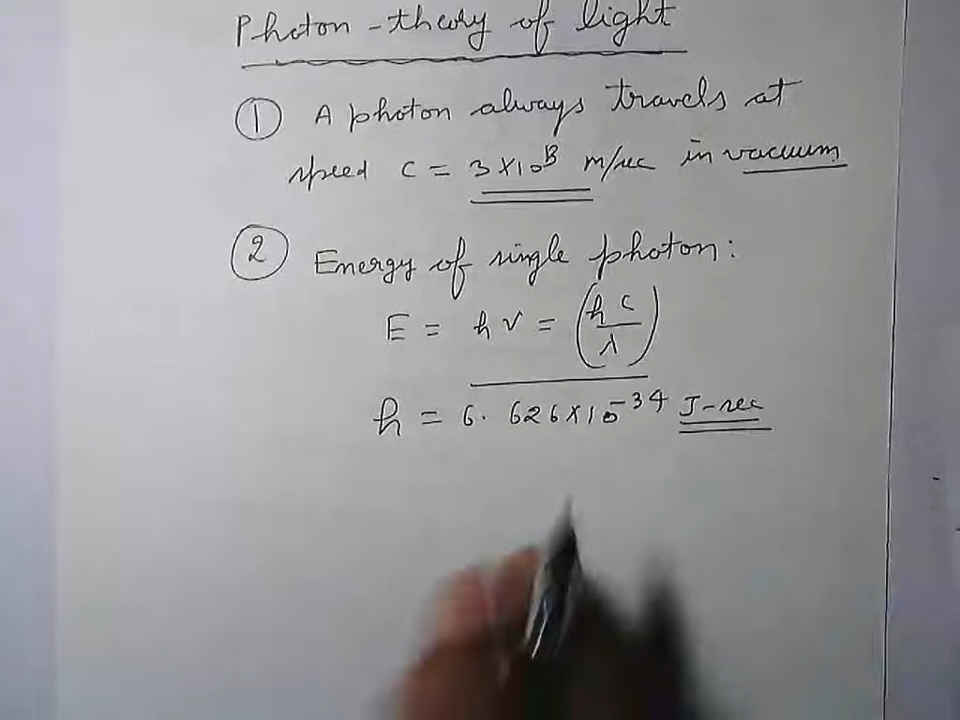 Photon - theory of light
① A photon always travels at
speed c = 3×10⁸ m/sec in vacuum
② Energy of single photon:
E = hν = (hc/λ)
h = 6.626×10⁻³⁴ J-sec